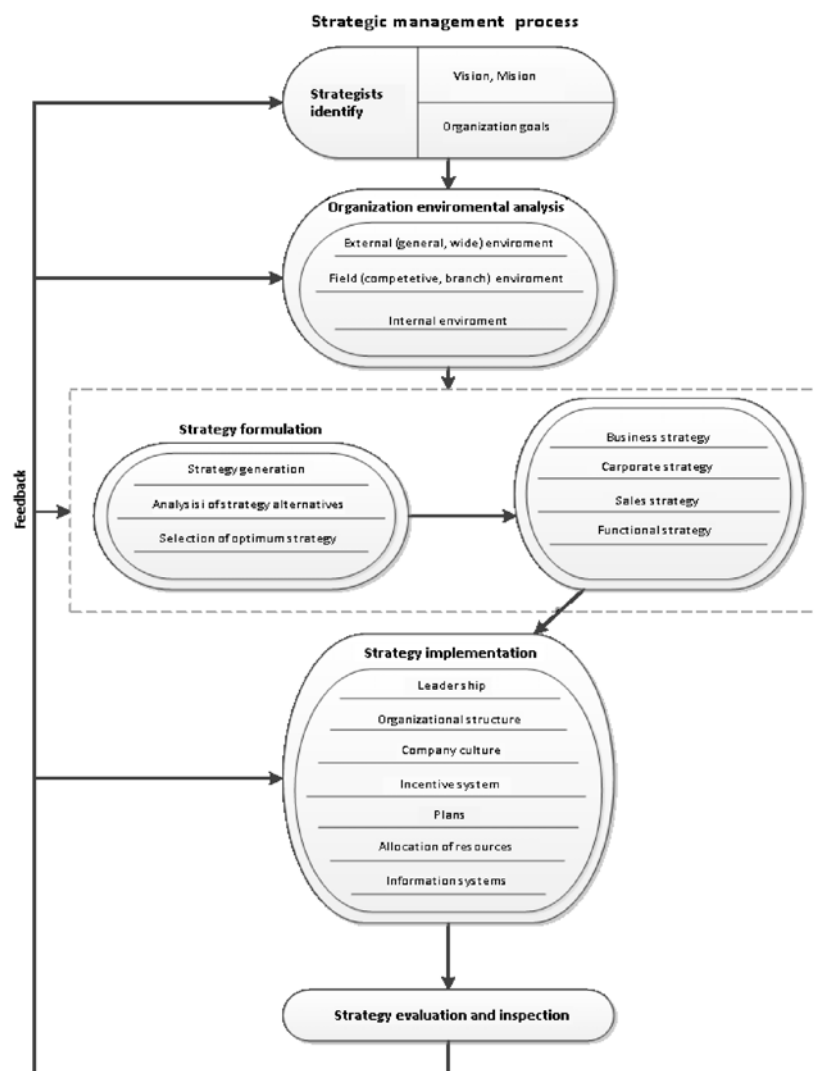 Strategic management process
Strategists
identify
Vision, Mision
Organization goals
Organization enviromental analysis
External (general, wide) enviroment
Field (competetive, branch) enviroment
Internal enviroment
Feedback
Strategy formulation
Strategy generation
Analysisi of strategy alternatives
Selection of optimum strategy
Business strategy
Carporate strategy
Sales strategy
Functional strategy
Strategy implementation
Leadership
Organizational structure
Company culture
Incentive system
Plans
Allocation of resources
Information systems
Strategy evaluation and inspection